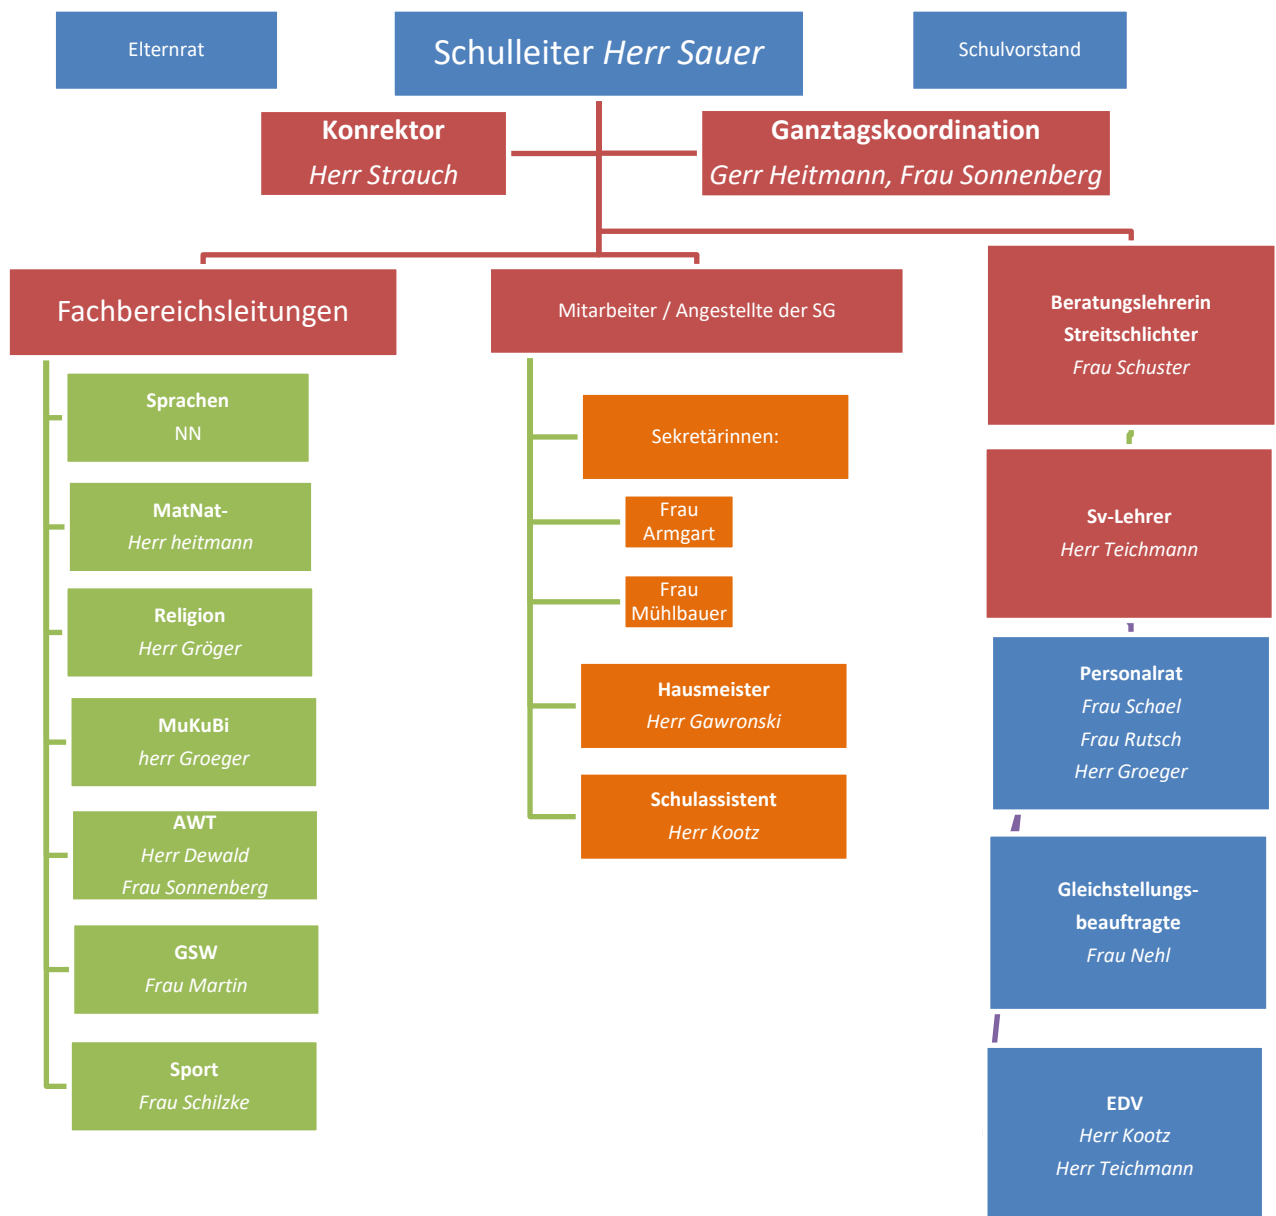 Elternrat
Schulleiter Herr Sauer
Schulvorstand
Konrektor
Herr Strauch
Ganztagskoordination
Gerr Heitmann, Frau Sonnenberg
Fachbereichsleitungen
Sprachen
NN
MatNat-
Herr heitmann
Religion
Herr Gröger
MuKuBi
herr Groeger
AWT
Herr Dewald
Frau Sonnenberg
GSW
Frau Martin
Sport
Frau Schilzke
Mitarbeiter / Angestellte der SG
Sekretärinnen:
Frau
Armgart
Frau
Mühlbauer
Hausmeister
Herr Gawronski
Schulassistent
Herr Kootz
Beratungslehrerin
Streitschlichter
Frau Schuster
Sv-Lehrer
Herr Teichmann
Personalrat
Frau Schael
Frau Rutsch
Herr Groeger
Gleichstellungs-
beauftragte
Frau Nehl
EDV
Herr Kootz
Herr Teichmann